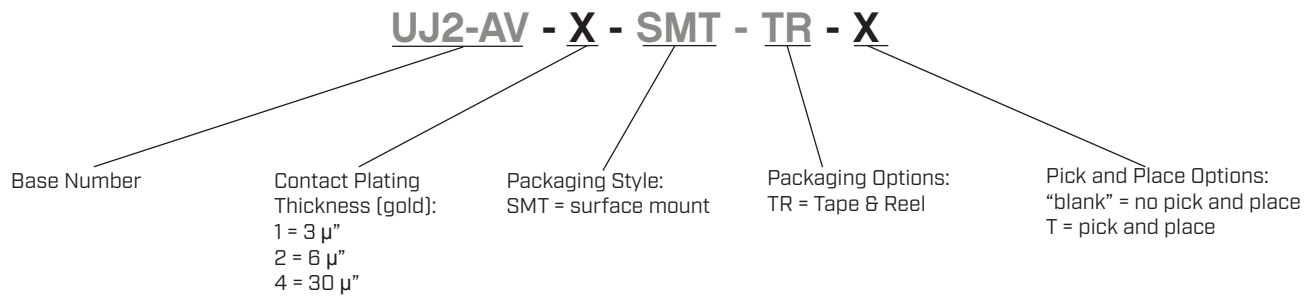 UJ2-AV - X - SMT - TR - X
Base Number
Contact Plating
Thickness (gold):
1 = 3 µ”
2 = 6 µ”
4 = 30 µ”
Packaging Style:
SMT = surface mount
Packaging Options:
TR = Tape & Reel
Pick and Place Options:
“blank” = no pick and place
T = pick and place